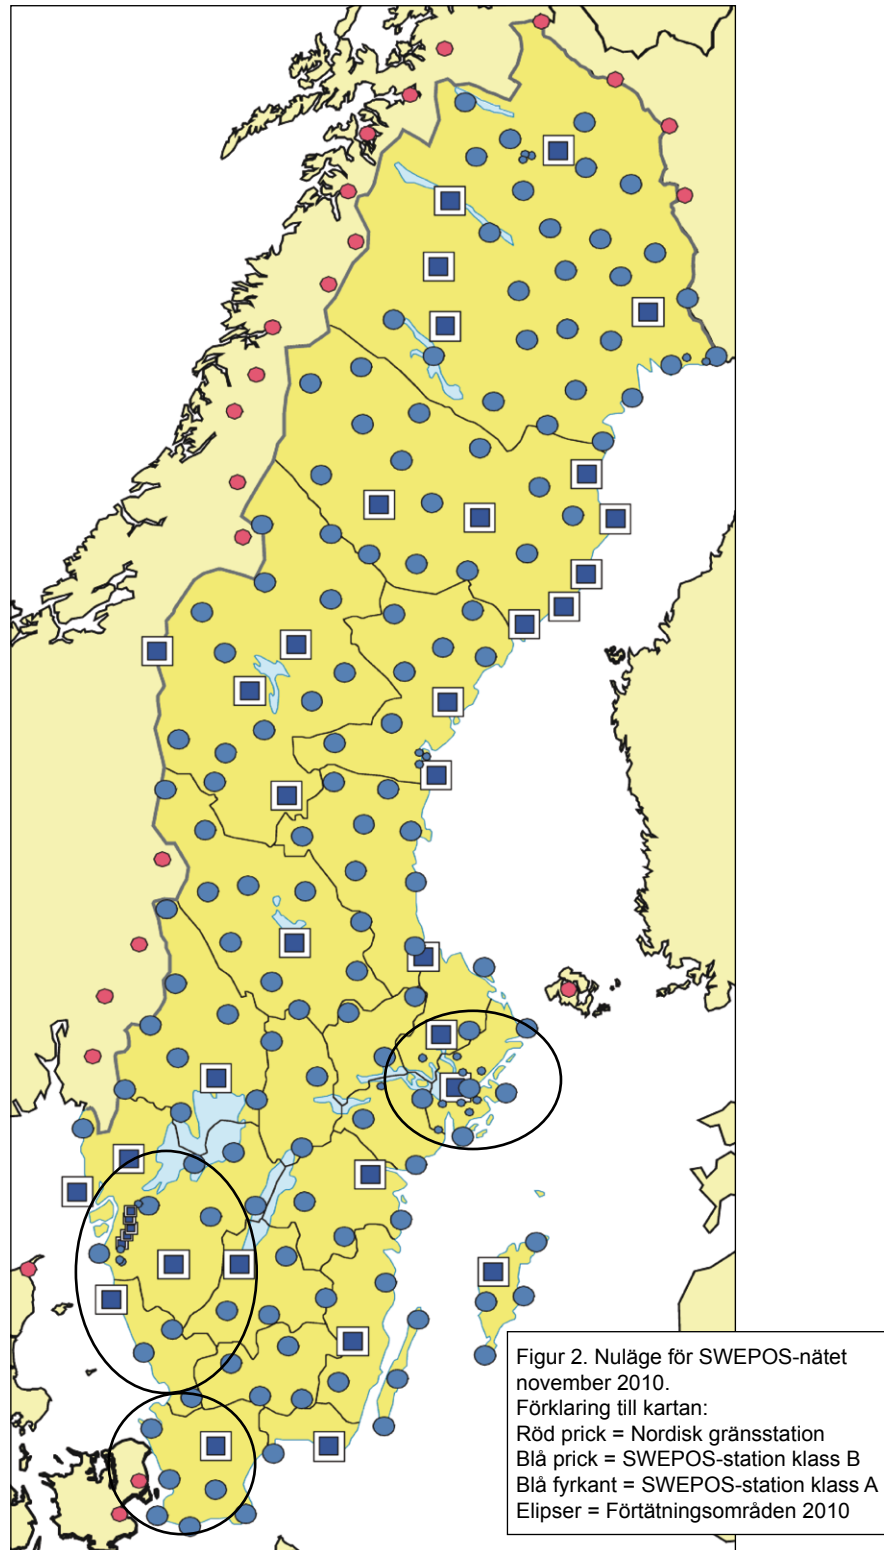 Figur 2. Nuläge för SWEPOS-nätet
november 2010.
Förklaring till kartan:
Röd prick = Nordisk gränsstation
Blå prick = SWEPOS-station klass B
Blå fyrkant = SWEPOS-station klass A
Elipser = Förtätningsområden 2010